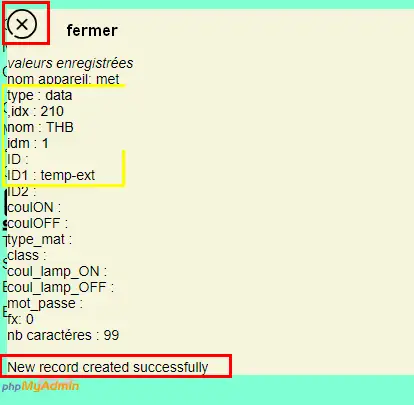 fermer
valeurs enregistrées
nom appareil: met
type : data
idx : 210
nom : THB
idm : 1
ID :
ID1 : temp-ext
ID2 :
coulON :
coulOFF :
type_mat :
class :
coul_lamp_ON :
coul_lamp_OFF :
mot_passe :
fx: 0
nb caractéres : 99
New record created successfully
phpMyAdmin